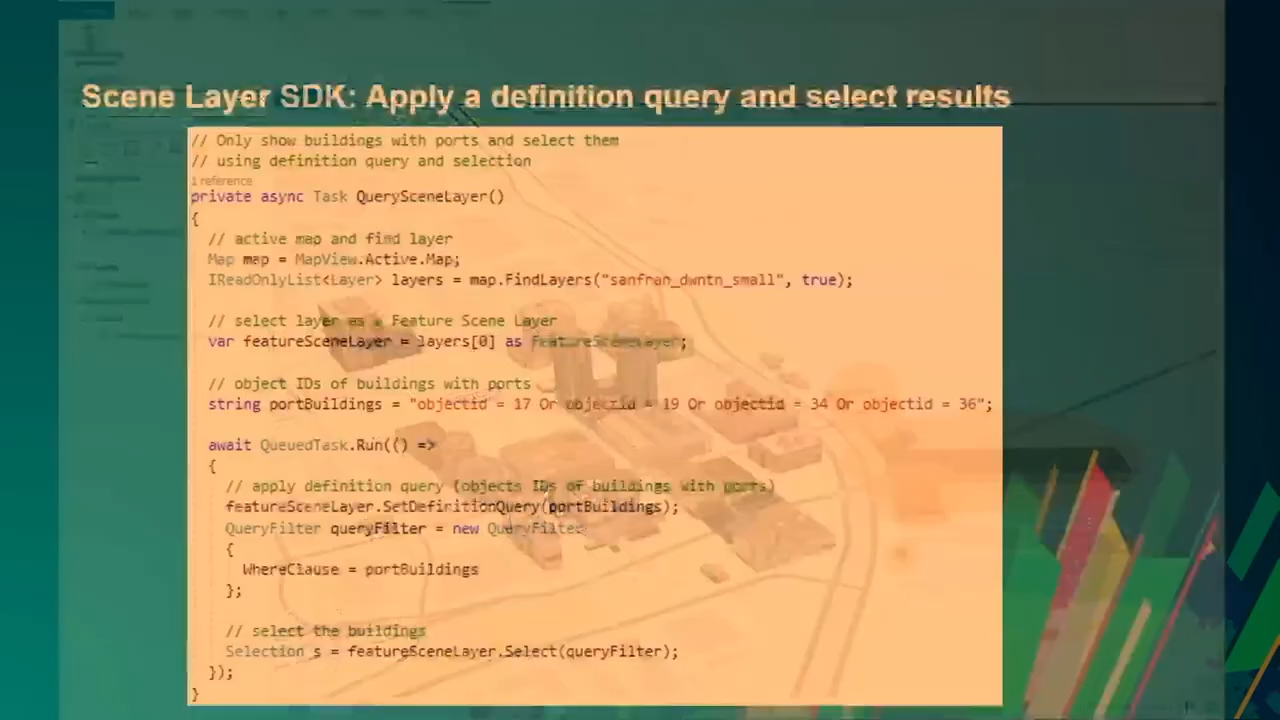 Scene Layer SDK: Apply a definition query and select results
// Only show buildings with ports and select them
// using definition query and selection
1 reference
private async Task QuerySceneLayer()
{
// active map and find layer
Map map = MapView.Active.Map;
IReadOnlyList<Layer> layers = map.FindLayers("sanfran_dwntn_small", true);
// select layer as a Feature Scene Layer
var featureSceneLayer = layers[0] as FeatureSceneLayer;
// object IDs of buildings with ports
string portBuildings = "objectid = 17 Or objectid = 19 Or objectid = 34 Or objectid = 36";
await QueuedTask.Run(() =>
{
// apply definition query (objects IDs of buildings with ports)
featureSceneLayer.SetDefinitionQuery(portBuildings);
QueryFilter queryFilter = new QueryFilter
{
WhereClause = portBuildings
};
// select the buildings
Selection s = featureSceneLayer.Select(queryFilter);
});
}